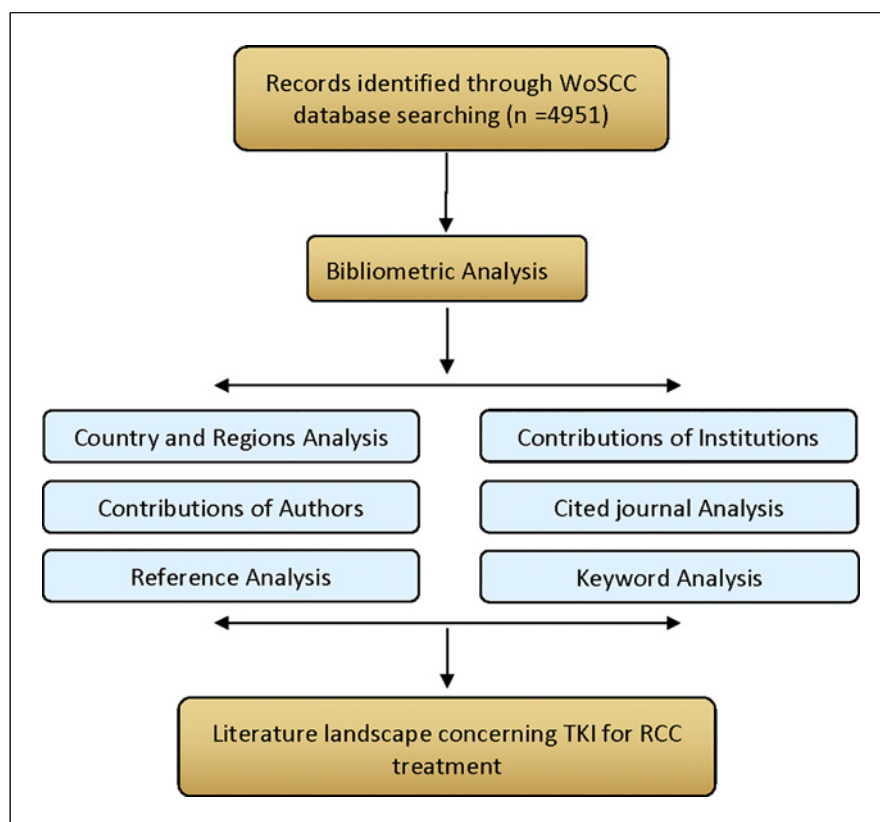 Records identified through WoSCC
database searching (n =4951)
Bibliometric Analysis
Country and Regions Analysis
Contributions of Institutions
Contributions of Authors
Cited journal Analysis
Reference Analysis
Keyword Analysis
Literature landscape concerning TKI for RCC
treatment